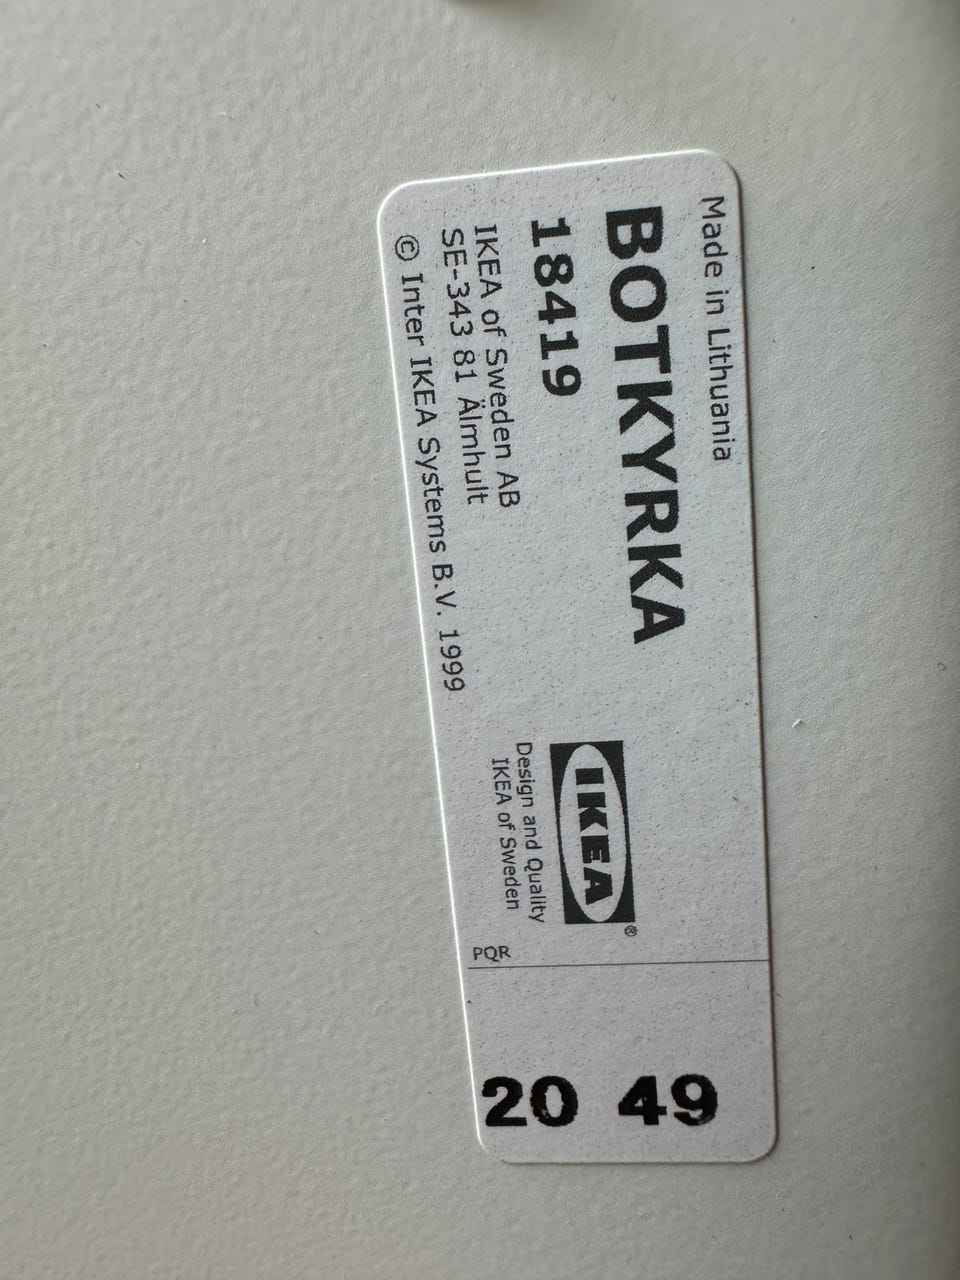 Made in Lithuania
BOTKYRKA
18419
IKEA of Sweden AB
SE-343 81 Älmhult
© Inter IKEA Systems B.V. 1999
IKEA®
Design and Quality
IKEA of Sweden
PQR
20 49